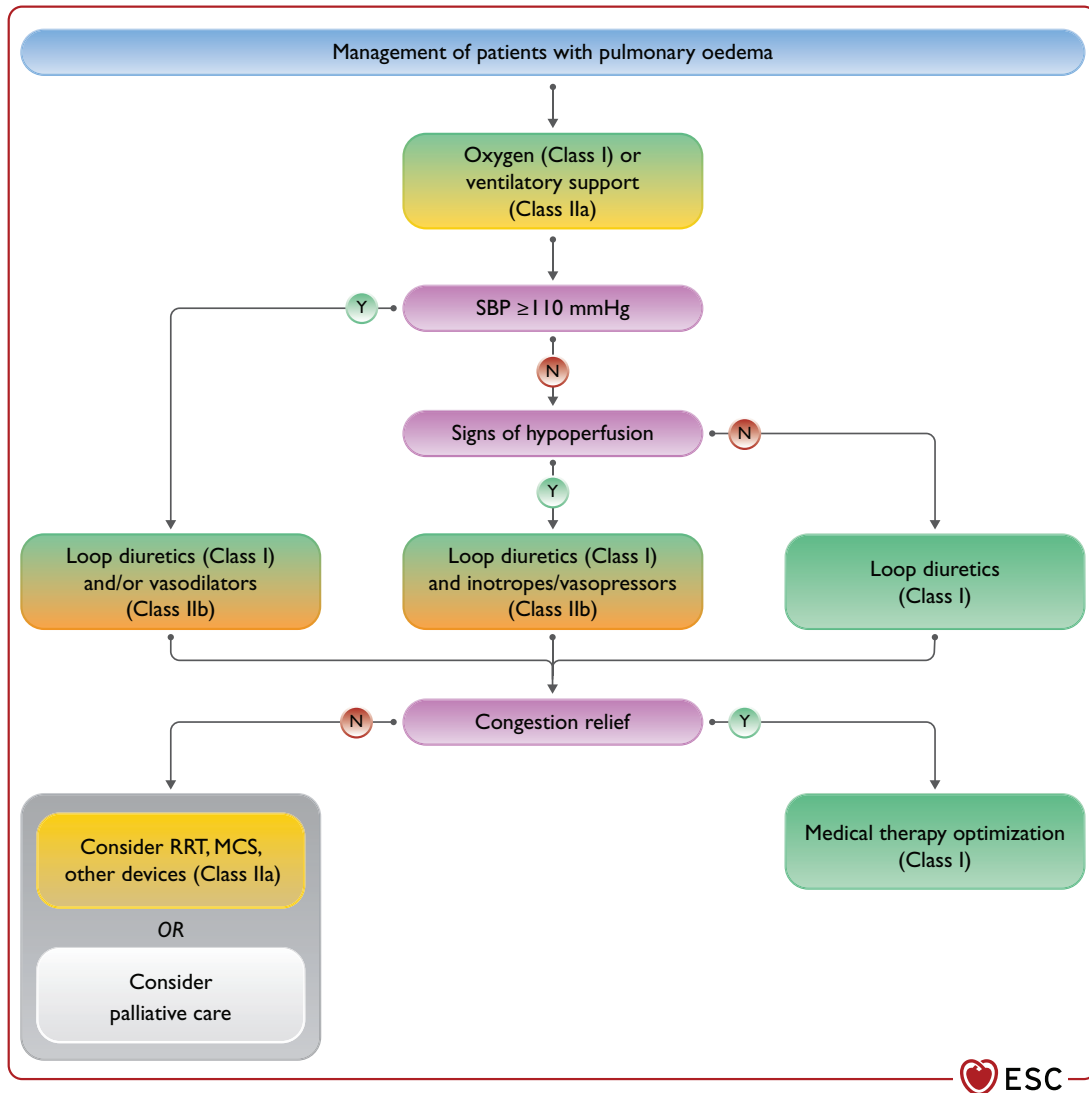 Management of patients with pulmonary oedema
Oxygen (Class I) or
ventilatory support
(Class IIa)
Y
SBP ≥110 mmHg
N
Signs of hypoperfusion
N
Y
Loop diuretics (Class I)
and/or vasodilators
(Class IIb)
Loop diuretics (Class I)
and inotropes/vasopressors
(Class IIb)
Loop diuretics
(Class I)
N
Congestion relief
Y
Consider RRT, MCS,
other devices (Class IIa)
OR
Consider
palliative care
Medical therapy optimization
(Class I)
ESC